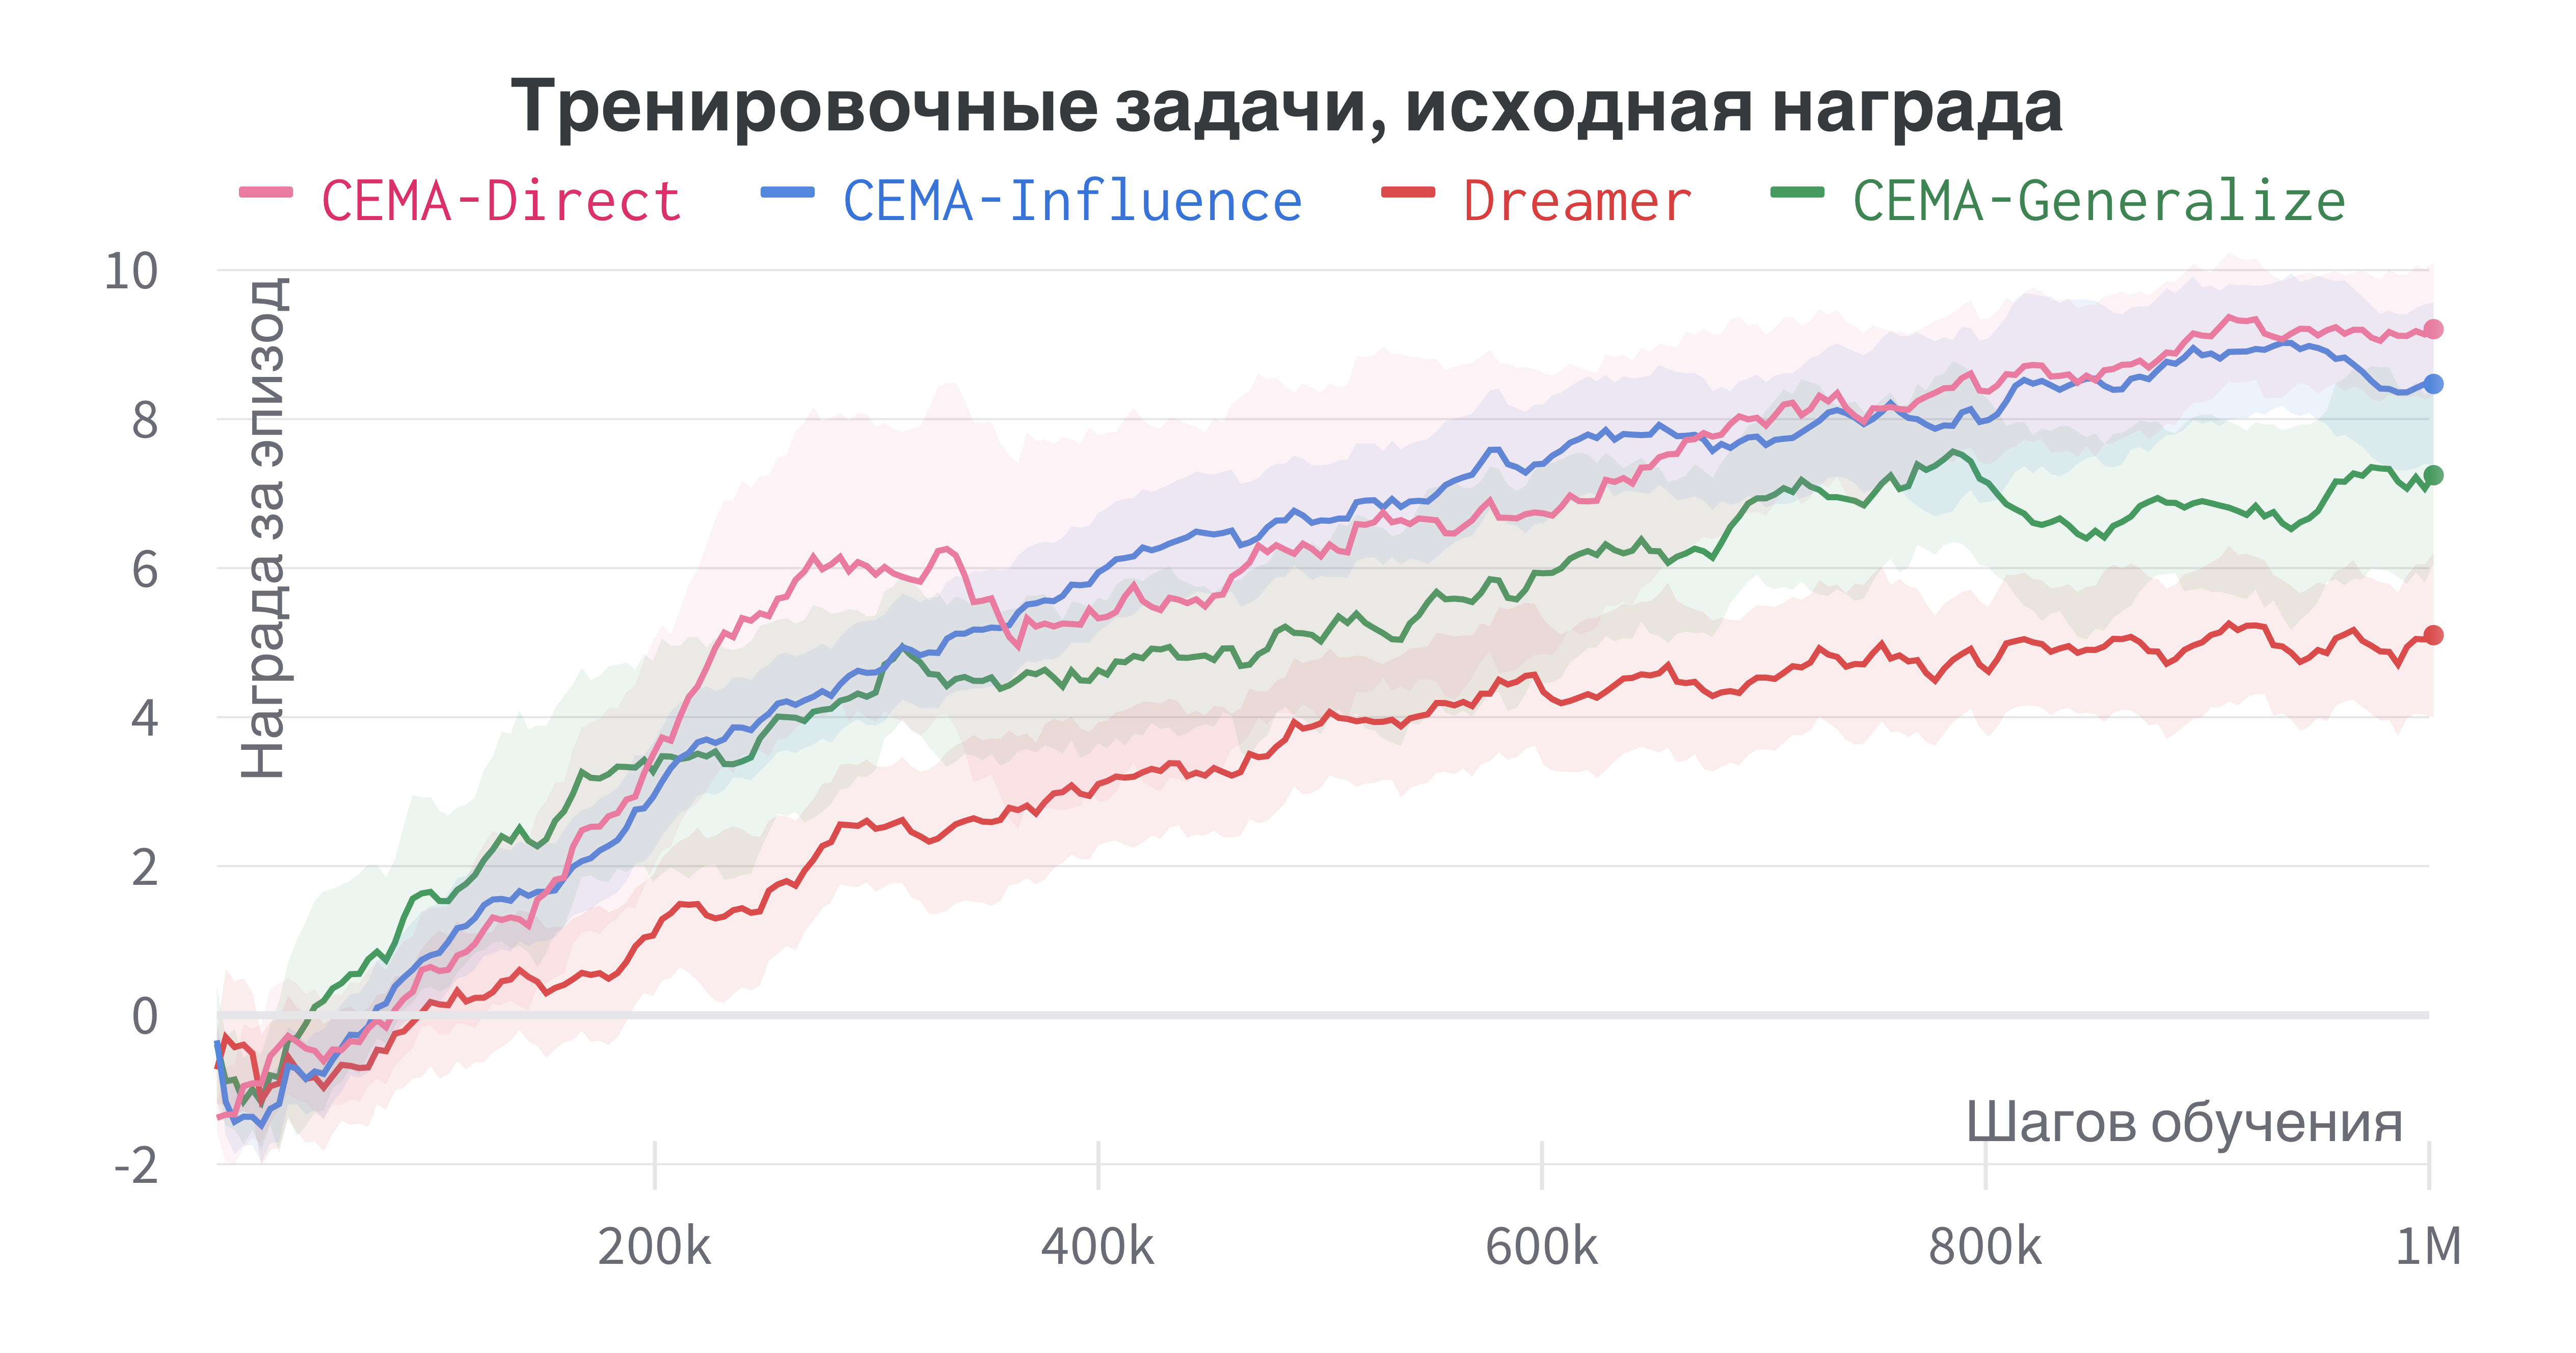 Тренировочные задачи, исходная награда
CEMA-Direct CEMA-Influence Dreamer CEMA-Generalize
10
8
6
4
2
0
-2
Награда за эпизод
Шагов обучения
200k 400k 600k 800k 1M